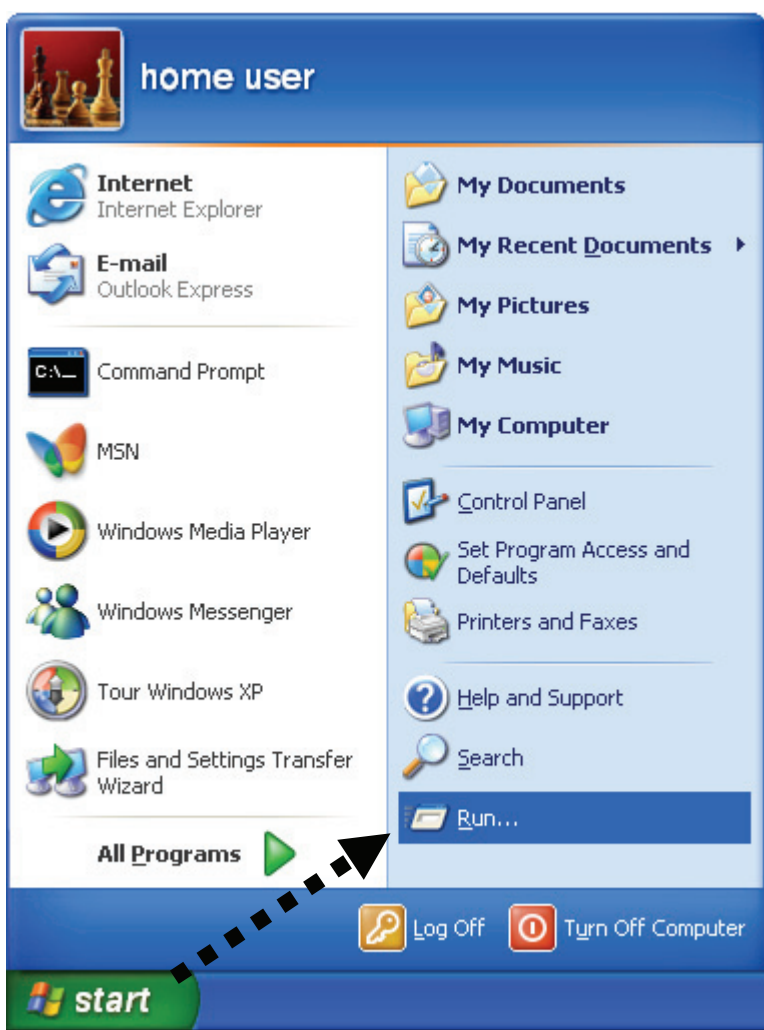 home user
Internet
Internet Explorer
E-mail
Outlook Express
C:\_
Command Prompt
MSN
Windows Media Player
Windows Messenger
Tour Windows XP
Files and Settings Transfer
Wizard
All Programs
My Documents
My Recent Documents
My Pictures
My Music
My Computer
Control Panel
Set Program Access and
Defaults
Printers and Faxes
Help and Support
Search
Run...
Log Off
Turn Off Computer
start